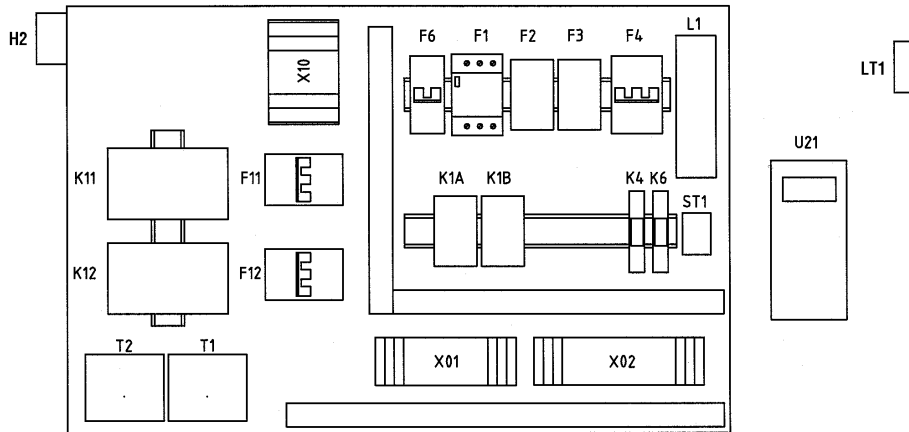 H2
X10
F6 F1 F2 F3 F4
L1
LT1
U21
K11
F11
K1A K1B
K4 K6
ST1
K12
F12
T2 T1
X01 X02